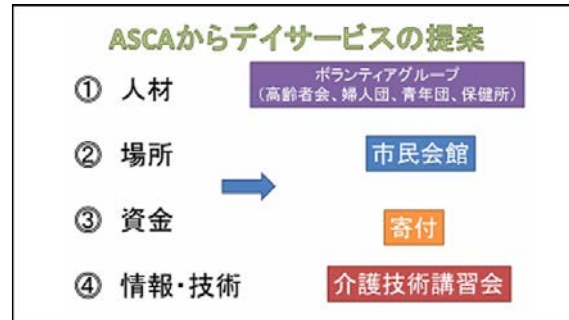 ASCAからデイサービスの提案
① 人材
ボランティアグループ
（高齢者会、婦人団、青年団、保健所）
② 場所
市民会館
③ 資金
寄付
④ 情報・技術
介護技術講習会